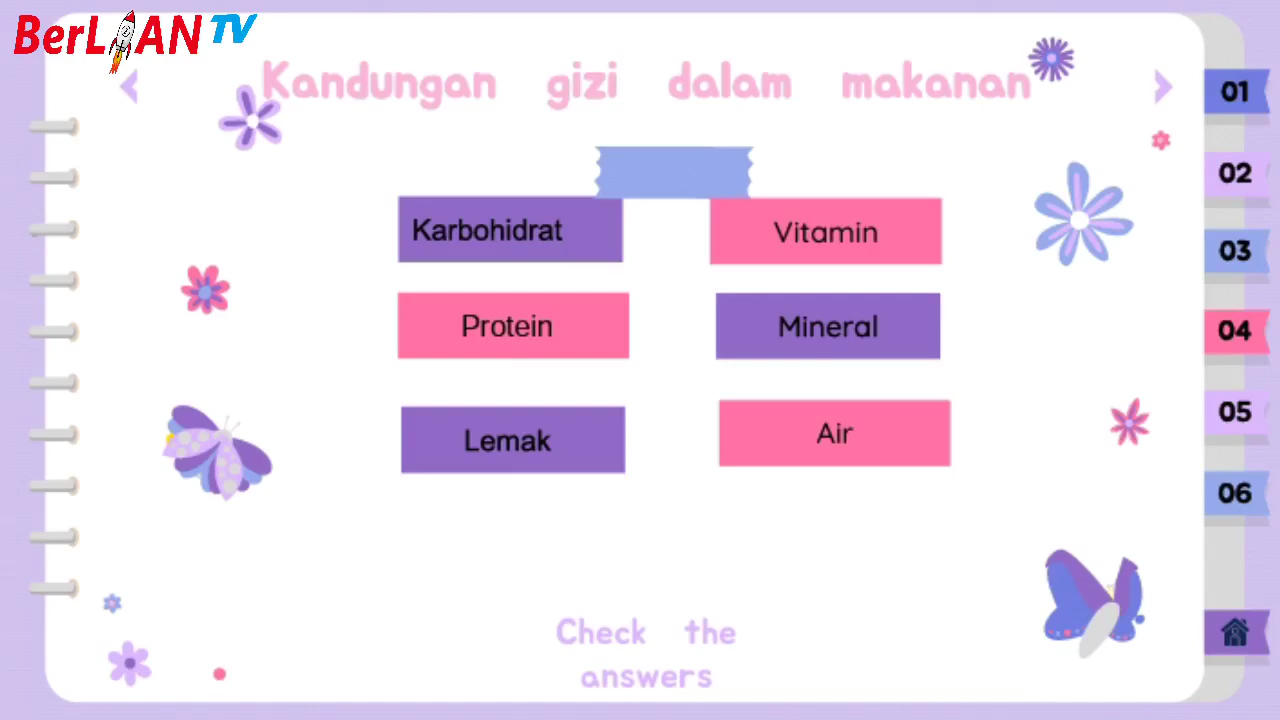 BerLIAN TV
Kandungan gizi dalam makanan
01
02
03
04
05
06
Karbohidrat
Vitamin
Protein
Mineral
Lemak
Air
Check the
answers